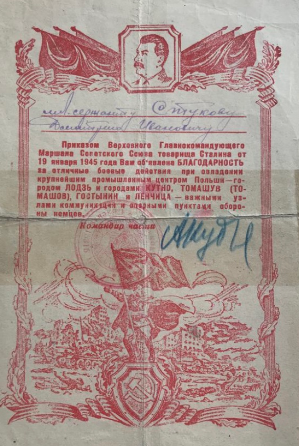 мл. сержанту Стукову
Ивановичу
Приказом Верховного Главнокомандующего
Маршала Советского Союза товарища Сталина от
19 января 1945 года Вам объявлена БЛАГОДАРНОСТЬ
за отличные боевые действия при овладении
крупнейшим промышленным центром Польши — го-
родом ЛОДЗЬ и городами КУТНО, ТОМАШУВ (ТО-
МАШОВ), ГОСТЫНИН и ЛЕНЧИЦА — важными уз-
лами коммуникаций и опорными пунктами оборо-
ны немцев.
Командир части